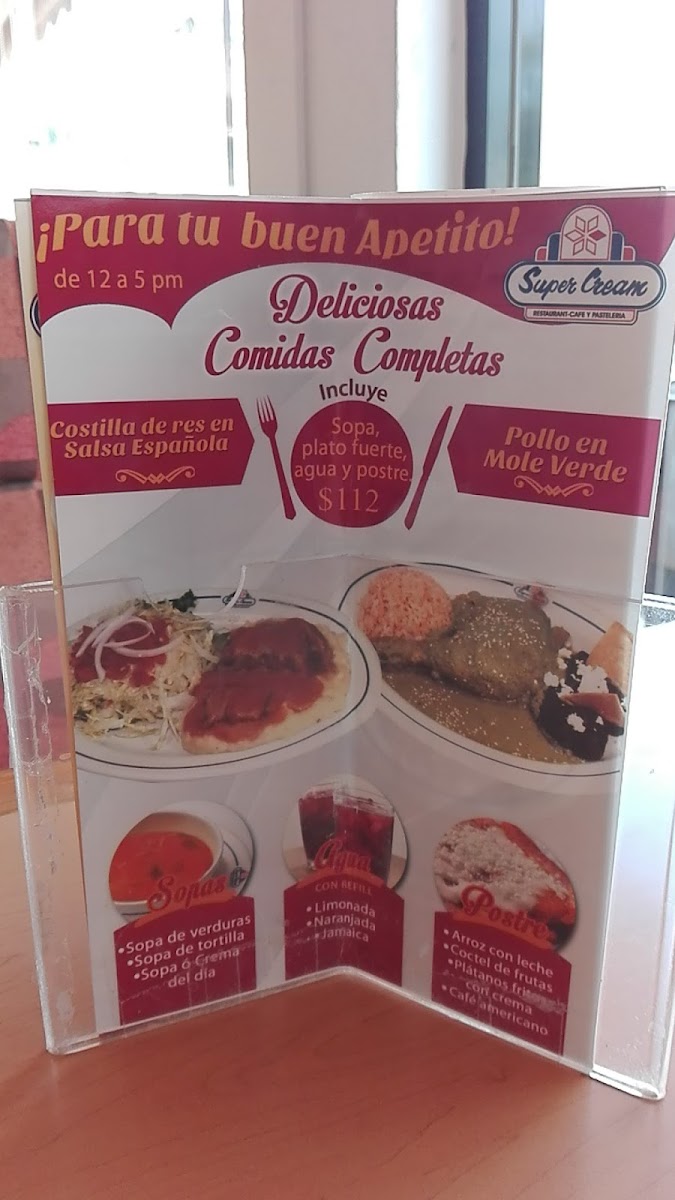 ¡Para tu buen Apetito!
de 12 a 5 pm
Super Cream
RESTAURANT-CAFE Y PASTELERIA
Deliciosas
Comidas Completas
Incluye
Costilla de res en
Salsa Española
Sopa,
plato fuerte,
agua y postre.
$112
Pollo en
Mole Verde
Sopas
•Sopa de verduras
•Sopa de tortilla
•Sopa ó Crema
del día
Agua
CON REFILL
•Limonada
•Naranjada
•Jamaica
Postre
•Arroz con leche
•Coctel de frutas
•Plátanos fritos
con crema
•Café americano